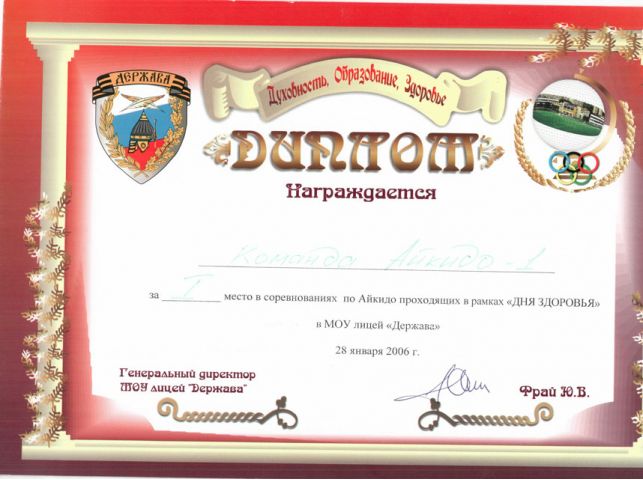 ДЕРЖАВА
Духовность, Образование, Здоровье
ДИПЛОМ
Награждается
Команда Айкидо-1
за I место в соревнованиях по Айкидо проходящих в рамках «ДНЯ ЗДОРОВЬЯ»
в МОУ лицей «Держава»
28 января 2006 г.
Генеральный директор
МОУ лицей "Держава"
Фрай Ю.В.